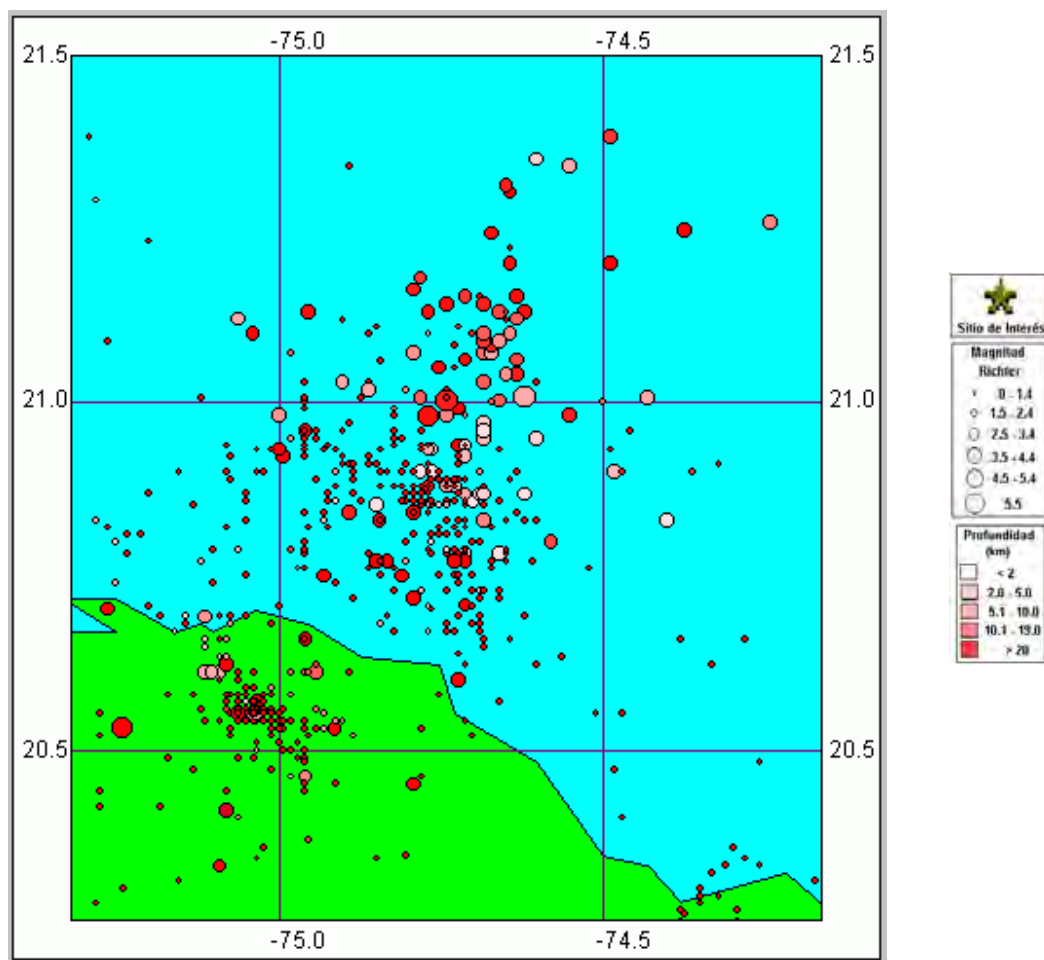 -75.0 -74.5
21.5 21.5
21.0 21.0
20.5 20.5
-75.0 -74.5
Sitio de Interés
Magnitud
Richter
0 - 1.4
1.5 - 2.4
2.5 - 3.4
3.5 - 4.4
4.5 - 5.4
5.5
Profundidad
(km)
< 2
2.0 - 5.0
5.1 - 10.0
10.1 - 19.0
> 20